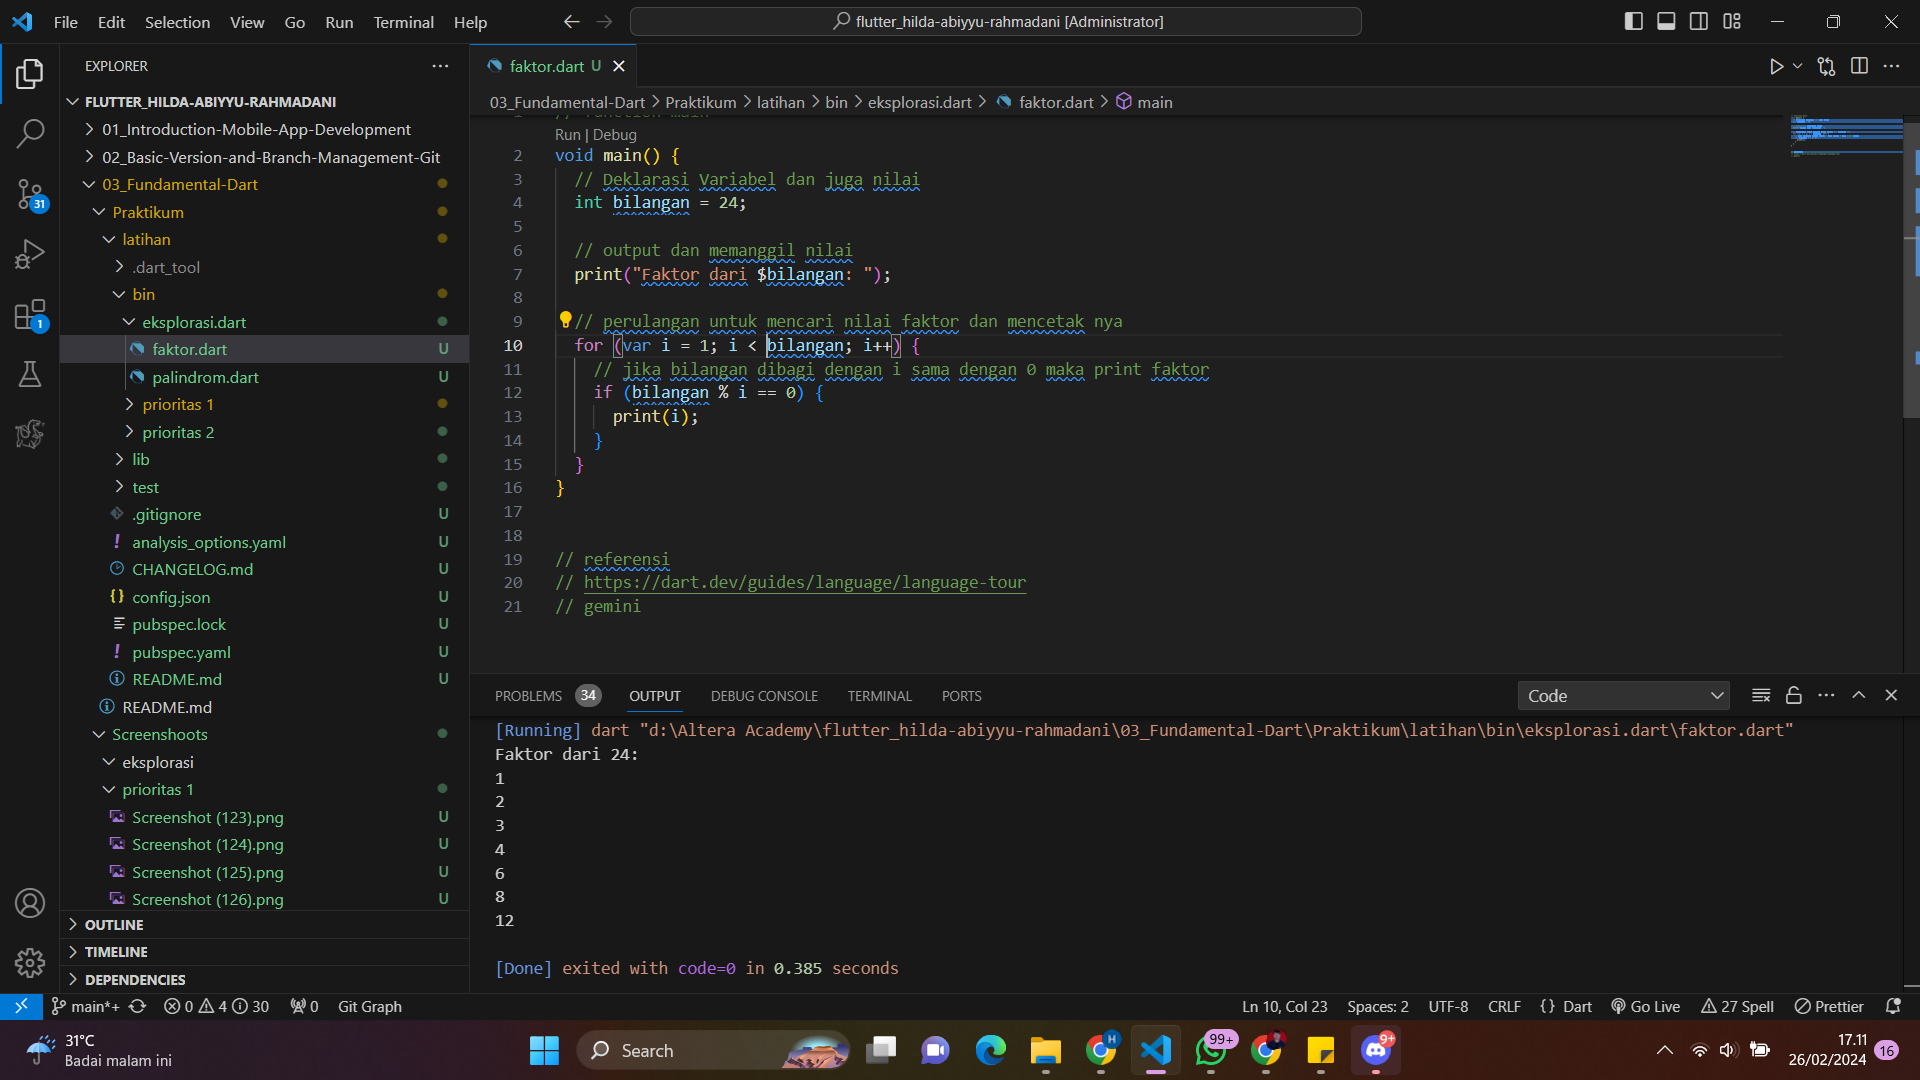 File Edit Selection View Go Run Terminal Help
flutter_hilda-abiyyu-rahmadani [Administrator]
EXPLORER
FLUTTER_HILDA-ABIYYU-RAHMADANI
01_Introduction-Mobile-App-Development
02_Basic-Version-and-Branch-Management-Git
03_Fundamental-Dart
Praktikum
latihan
.dart_tool
bin
eksplorasi.dart
faktor.dart U
palindrom.dart U
prioritas 1
prioritas 2
lib
test
.gitignore U
analysis_options.yaml U
CHANGELOG.md U
config.json U
pubspec.lock U
pubspec.yaml U
README.md U
README.md
Screenshoots
eksplorasi
prioritas 1
Screenshot (123).png U
Screenshot (124).png U
Screenshot (125).png U
Screenshot (126).png U
OUTLINE
TIMELINE
DEPENDENCIES
31
1
faktor.dart U
03_Fundamental-Dart > Praktikum > latihan > bin > eksplorasi.dart > faktor.dart > main
1 // function main
Run | Debug
2 void main() {
3 // Deklarasi Variabel dan juga nilai
4 int bilangan = 24;
5
6 // output dan memanggil nilai
7 print("Faktor dari $bilangan: ");
8
9 // perulangan untuk mencari nilai faktor dan mencetak nya
10 for (var i = 1; i < bilangan; i++) {
11 // jika bilangan dibagi dengan i sama dengan 0 maka print faktor
12 if (bilangan % i == 0) {
13 print(i);
14 }
15 }
16 }
17
18
19 // referensi
20 // https://dart.dev/guides/language/language-tour
21 // gemini
PROBLEMS 34 OUTPUT DEBUG CONSOLE TERMINAL PORTS
Code
[Running] dart "d:\Altera Academy\flutter_hilda-abiyyu-rahmadani\03_Fundamental-Dart\Praktikum\latihan\bin\eksplorasi.dart\faktor.dart"
Faktor dari 24:
1
2
3
4
6
8
12
[Done] exited with code=0 in 0.385 seconds
main*+ 0 4 30 0 Git Graph
Ln 10, Col 23 Spaces: 2 UTF-8 CRLF {} Dart Go Live 27 Spell Prettier
31°C
Badai malam ini
Search
H
99+
9+
17.11
26/02/2024
16